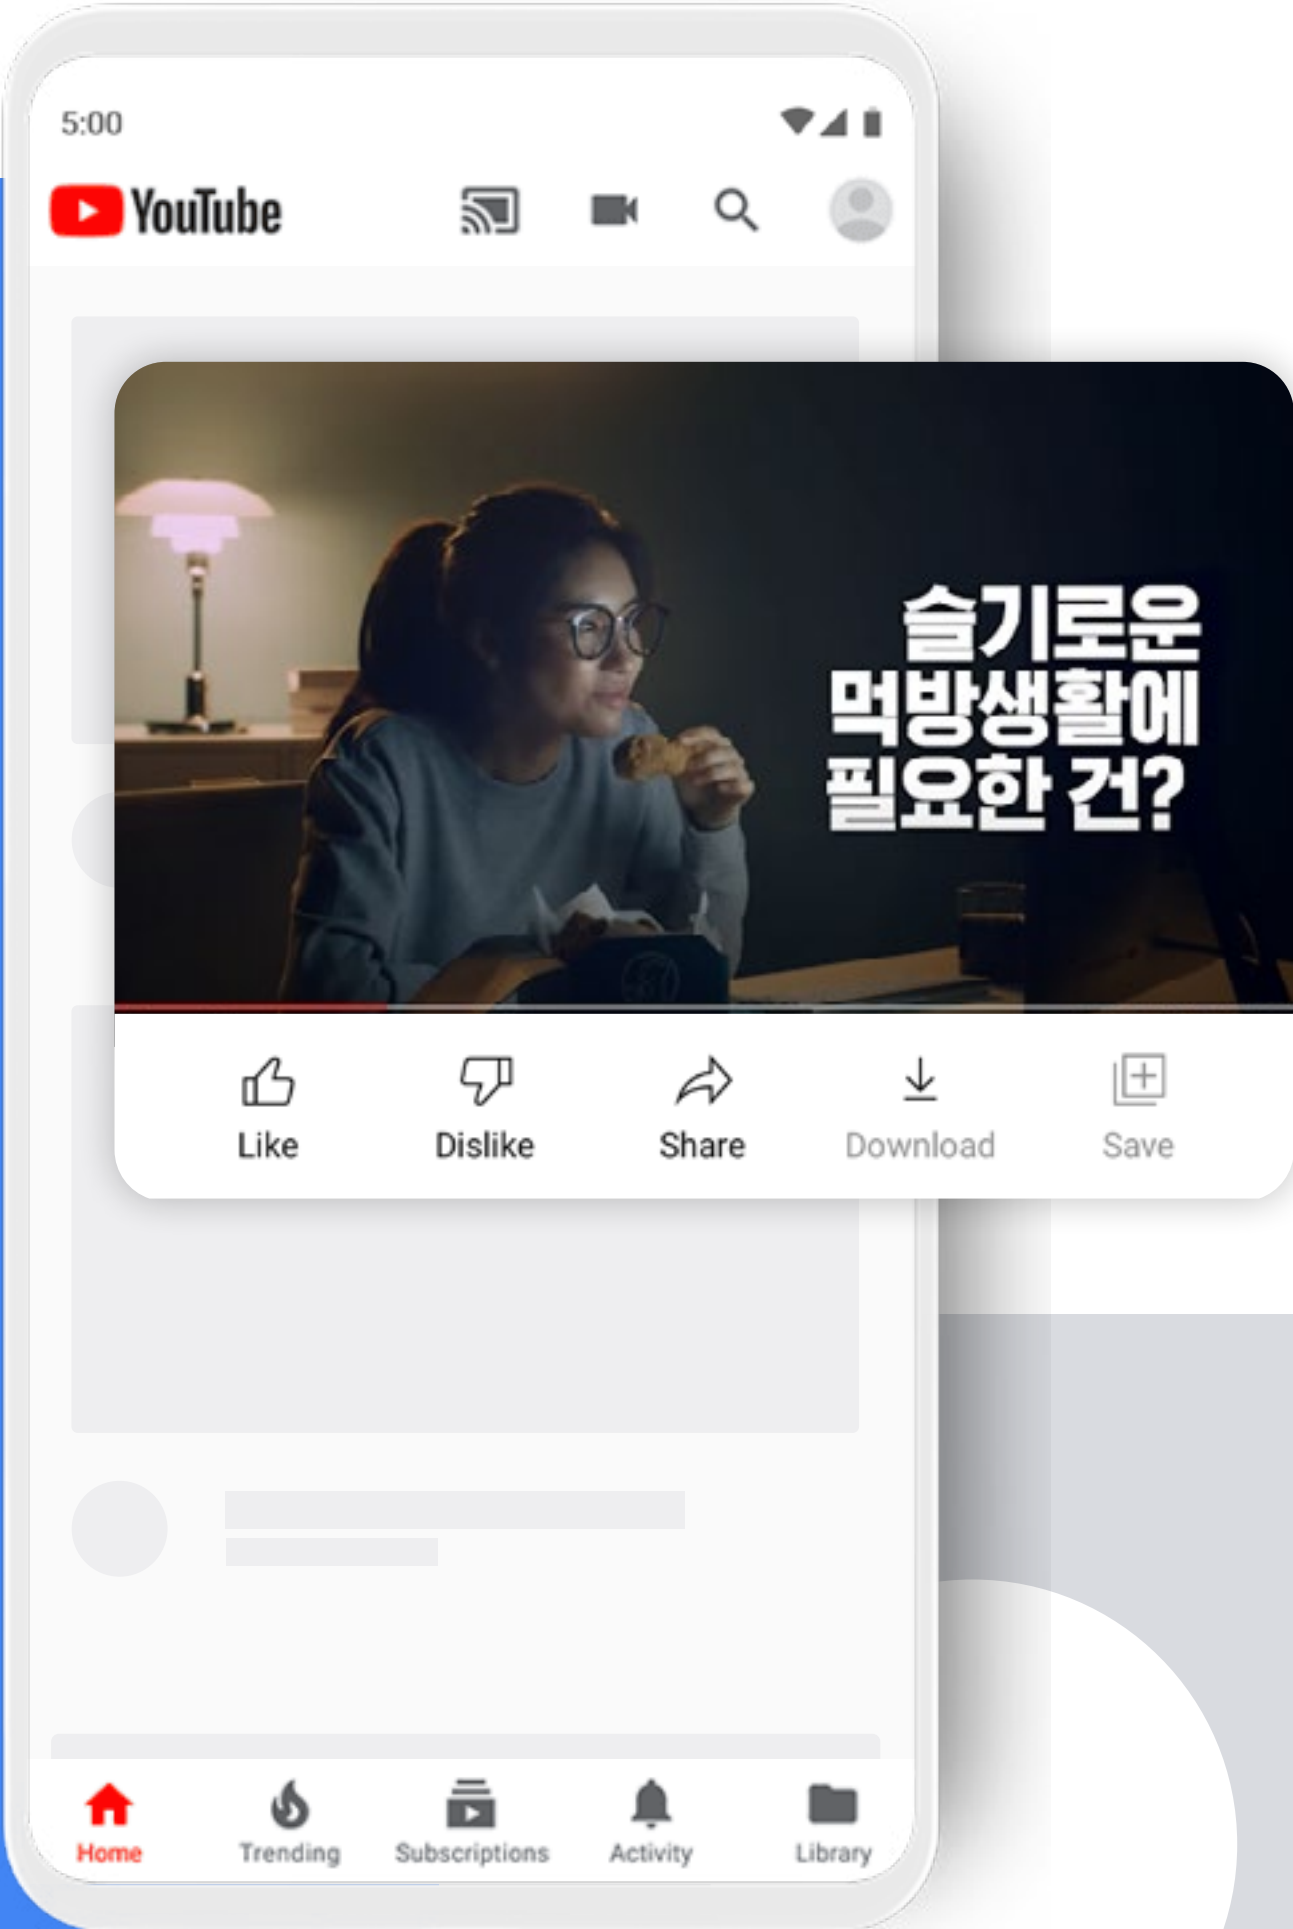 5:00
YouTube
슬기로운
먹방생활에
필요한 건?
Like Dislike Share Download Save
Home Trending Subscriptions Activity Library